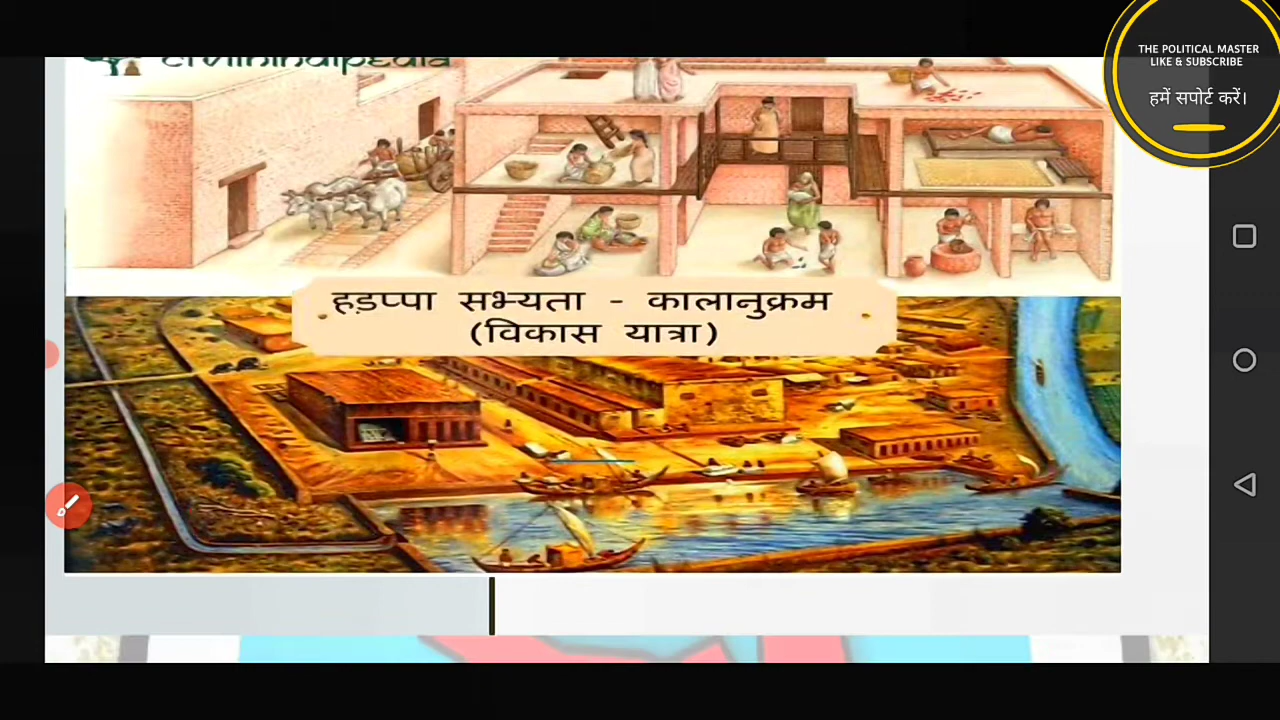 THE POLITICAL MASTER
LIKE & SUBSCRIBE
हमें सपोर्ट करें।
हड़प्पा सभ्यता - कालानुक्रम
(विकास यात्रा)